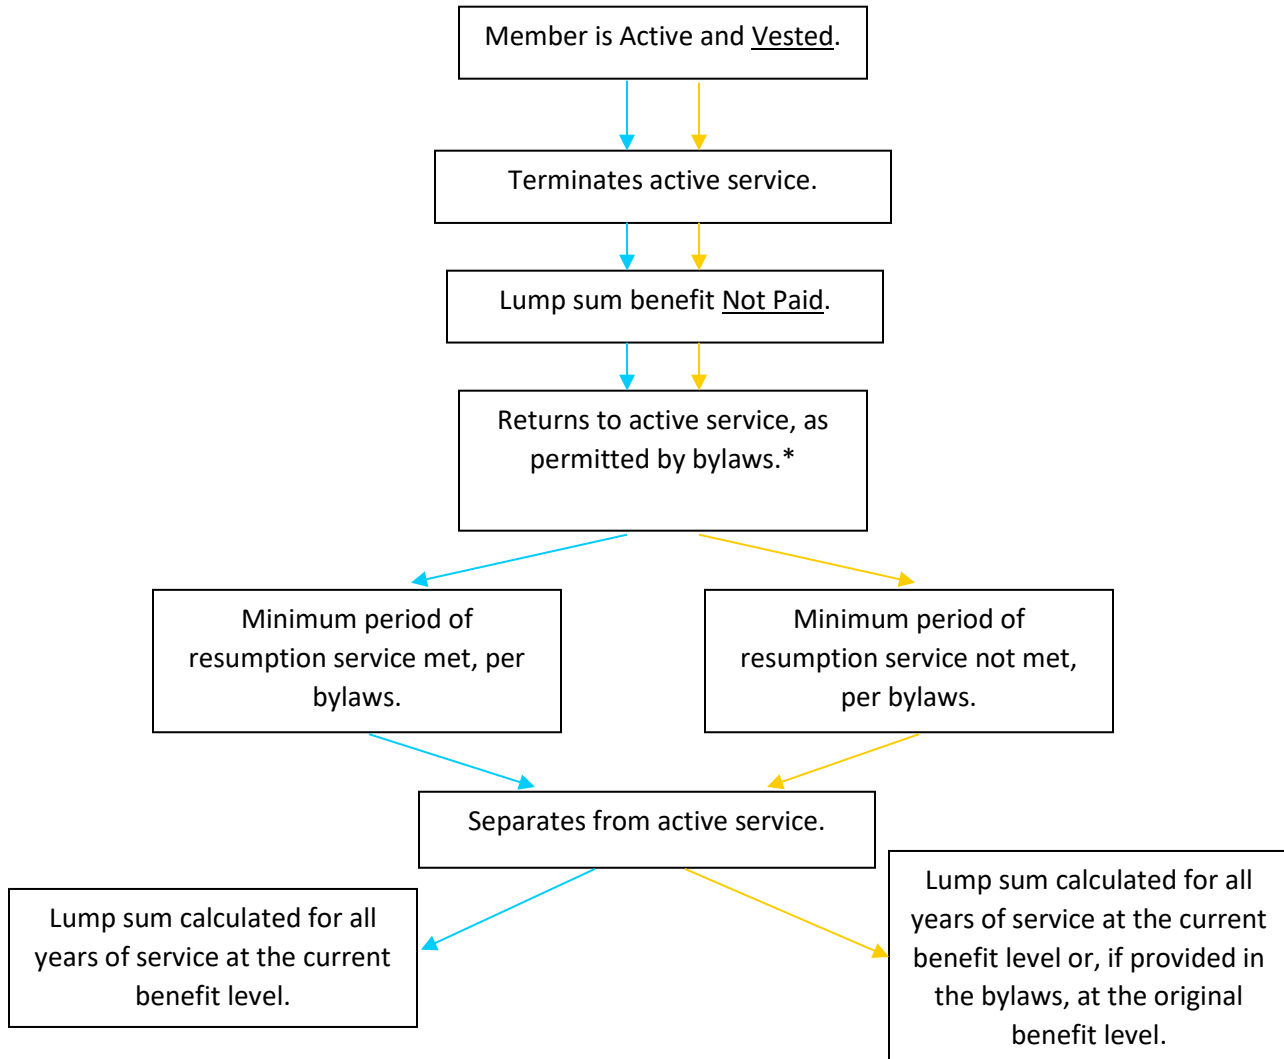 Member is Active and Vested.
Terminates active service.
Lump sum benefit Not Paid.
Returns to active service, as
permitted by bylaws.*
Minimum period of
resumption service met, per
bylaws.
Minimum period of
resumption service not met,
per bylaws.
Separates from active service.
Lump sum calculated for all
years of service at the current
benefit level.
Lump sum calculated for all
years of service at the current
benefit level or, if provided in
the bylaws, at the original
benefit level.